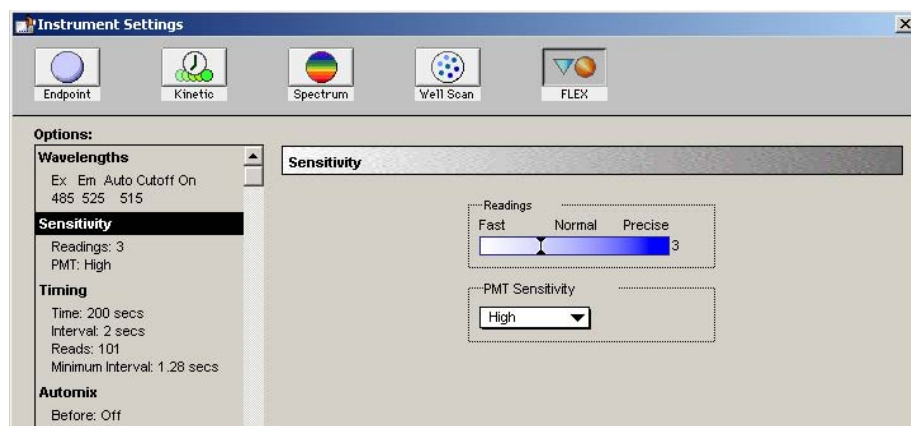 Instrument Settings
Endpoint
Kinetic
Spectrum
Well Scan
FLEX
Options:
Wavelengths
Ex Em Auto Cutoff On
485 525 515
Sensitivity
Readings: 3
PMT: High
Timing
Time: 200 secs
Interval: 2 secs
Reads: 101
Minimum Interval: 1.28 secs
Automix
Before: Off
Sensitivity
Readings
Fast Normal Precise
3
PMT Sensitivity
High